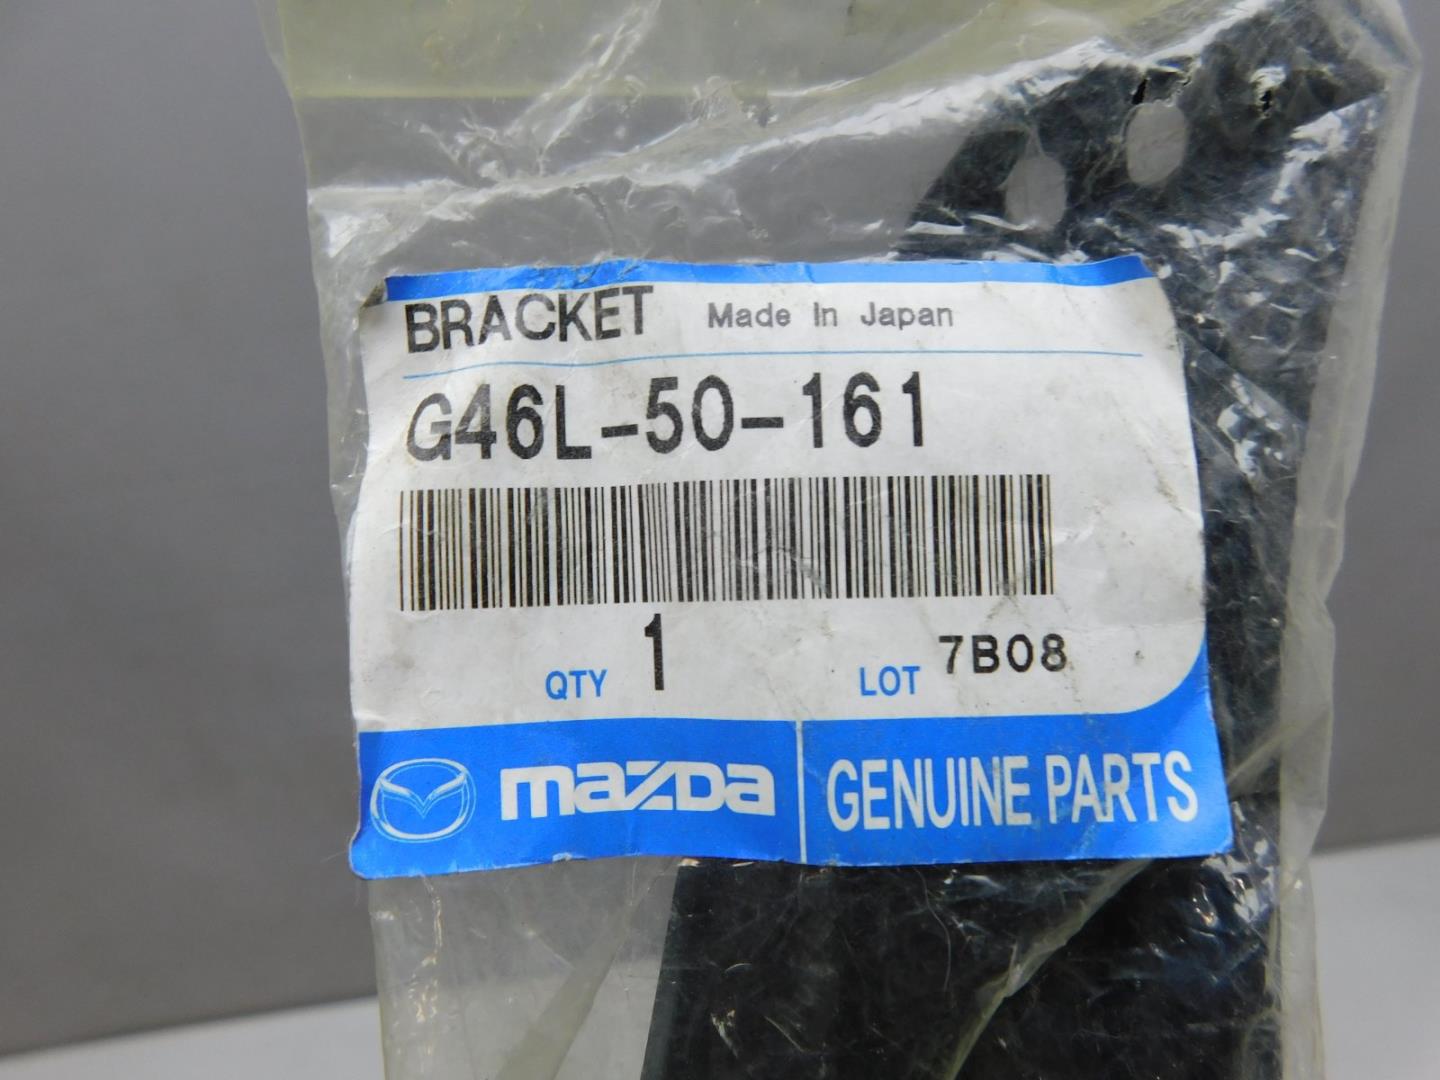 BRACKET Made In Japan
G46L-50-161
QTY 1 LOT 7B08
mazda GENUINE PARTS